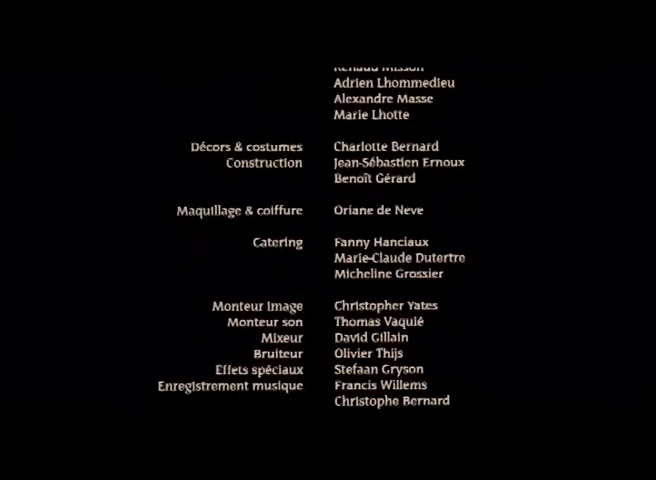 Adrien Lhommedieu
Alexandre Masse
Marie Lhotte
Décors & costumes Charlotte Bernard
Construction Jean-Sébastien Ernoux
Benoît Gérard
Maquillage & coiffure Oriane de Neve
Catering Fanny Hanciaux
Marie-Claude Dutertre
Micheline Grossier
Monteur image Christopher Yates
Monteur son Thomas Vaquié
Mixeur David Gillain
Bruiteur Olivier Thijs
Effets spéciaux Stefaan Gryson
Enregistrement musique Francis Willems
Christophe Bernard